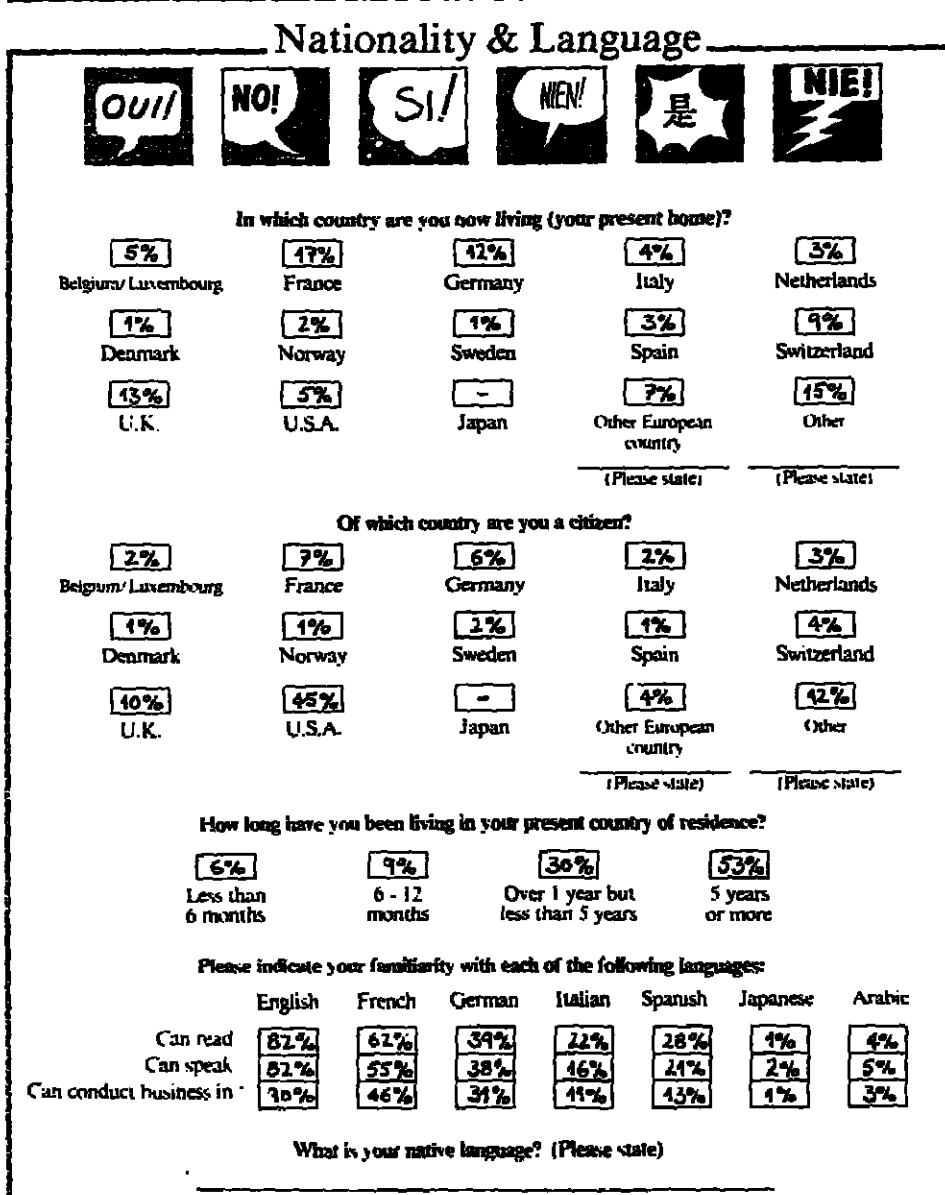 Nationality & Language
OUI! NO! SI! NIEN! 是 NIE!
In which country are you now living (your present home)?
5% 17% 12% 4% 3%
Belgium/Luxembourg France Germany Italy Netherlands
1% 2% 1% 3% 9%
Denmark Norway Sweden Spain Switzerland
13% 5% - 7% 15%
U.K. U.S.A. Japan Other European Other
country
(Please state) (Please state)
Of which country are you a citizen?
2% 7% 6% 2% 3%
Belgium/Luxembourg France Germany Italy Netherlands
1% 1% 2% 1% 4%
Denmark Norway Sweden Spain Switzerland
10% 45% - 4% 12%
U.K. U.S.A. Japan Other European Other
country
(Please state) (Please state)
How long have you been living in your present country of residence?
6% 9% 30% 53%
Less than 6 - 12 Over 1 year but 5 years
6 months months less than 5 years or more
Please indicate your familiarity with each of the following languages:
English French German Italian Spanish Japanese Arabic
Can read 82% 62% 39% 22% 28% 1% 4%
Can speak 82% 55% 38% 16% 21% 2% 5%
Can conduct business in 70% 46% 31% 11% 13% 1% 3%
What is your native language? (Please state)